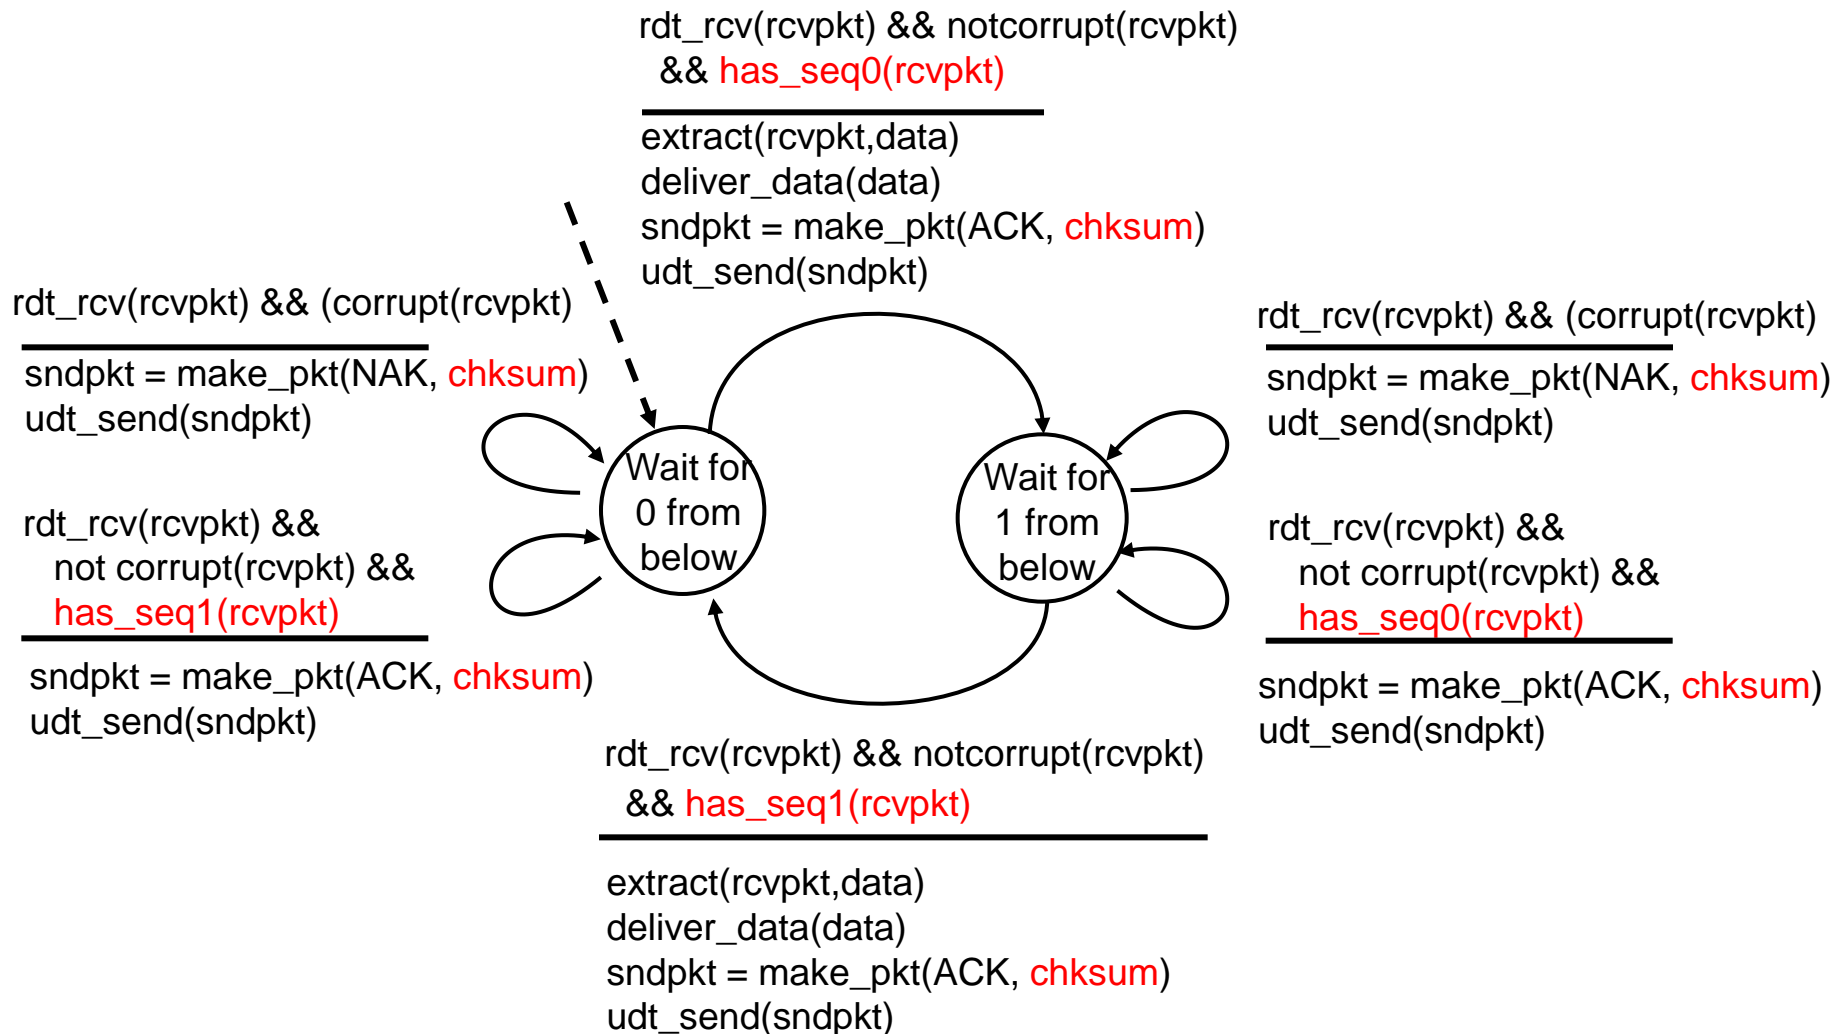 rdt_rcv(rcvpkt) && notcorrupt(rcvpkt)
&& has_seq0(rcvpkt)
extract(rcvpkt,data)
deliver_data(data)
sndpkt = make_pkt(ACK, chksum)
udt_send(sndpkt)
rdt_rcv(rcvpkt) && (corrupt(rcvpkt)
sndpkt = make_pkt(NAK, chksum)
udt_send(sndpkt)
rdt_rcv(rcvpkt) &&
not corrupt(rcvpkt) &&
has_seq1(rcvpkt)
sndpkt = make_pkt(ACK, chksum)
udt_send(sndpkt)
Wait for
0 from
below
Wait for
1 from
below
rdt_rcv(rcvpkt) && (corrupt(rcvpkt)
sndpkt = make_pkt(NAK, chksum)
udt_send(sndpkt)
rdt_rcv(rcvpkt) &&
not corrupt(rcvpkt) &&
has_seq0(rcvpkt)
sndpkt = make_pkt(ACK, chksum)
udt_send(sndpkt)
rdt_rcv(rcvpkt) && notcorrupt(rcvpkt)
&& has_seq1(rcvpkt)
extract(rcvpkt,data)
deliver_data(data)
sndpkt = make_pkt(ACK, chksum)
udt_send(sndpkt)